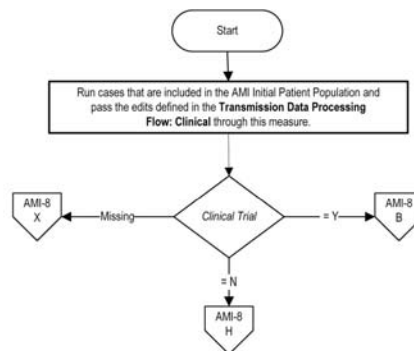 Start
Run cases that are included in the AMI Initial Patient Population and
pass the edits defined in the Transmission Data Processing
Flow: Clinical through this measure.
AMI-8
X
Missing
Clinical Trial
= Y
AMI-8
B
= N
AMI-8
H